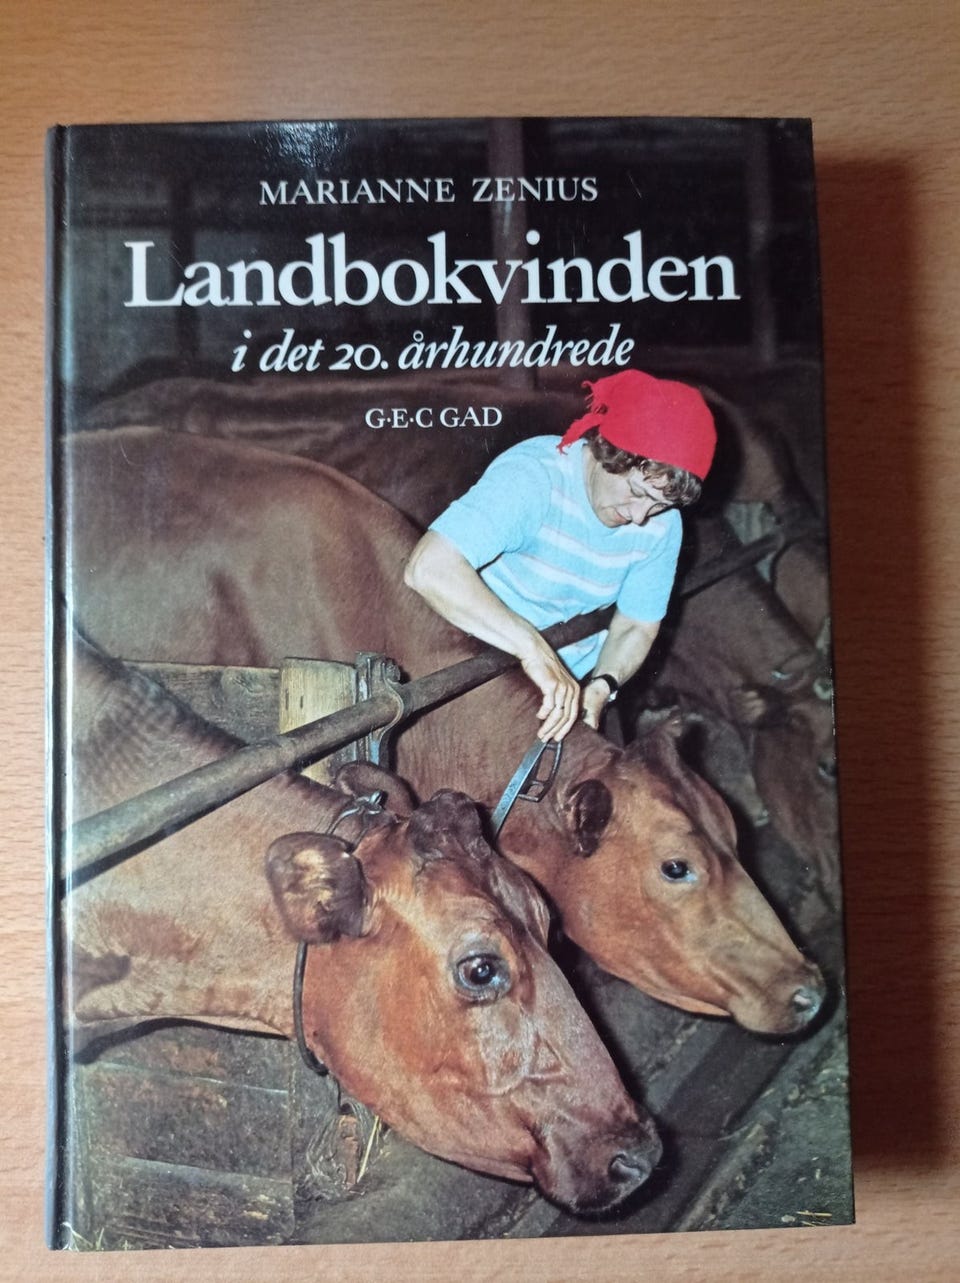 MARIANNE ZENIUS
Landbokvinden
i det 20. århundrede
G·E·C GAD